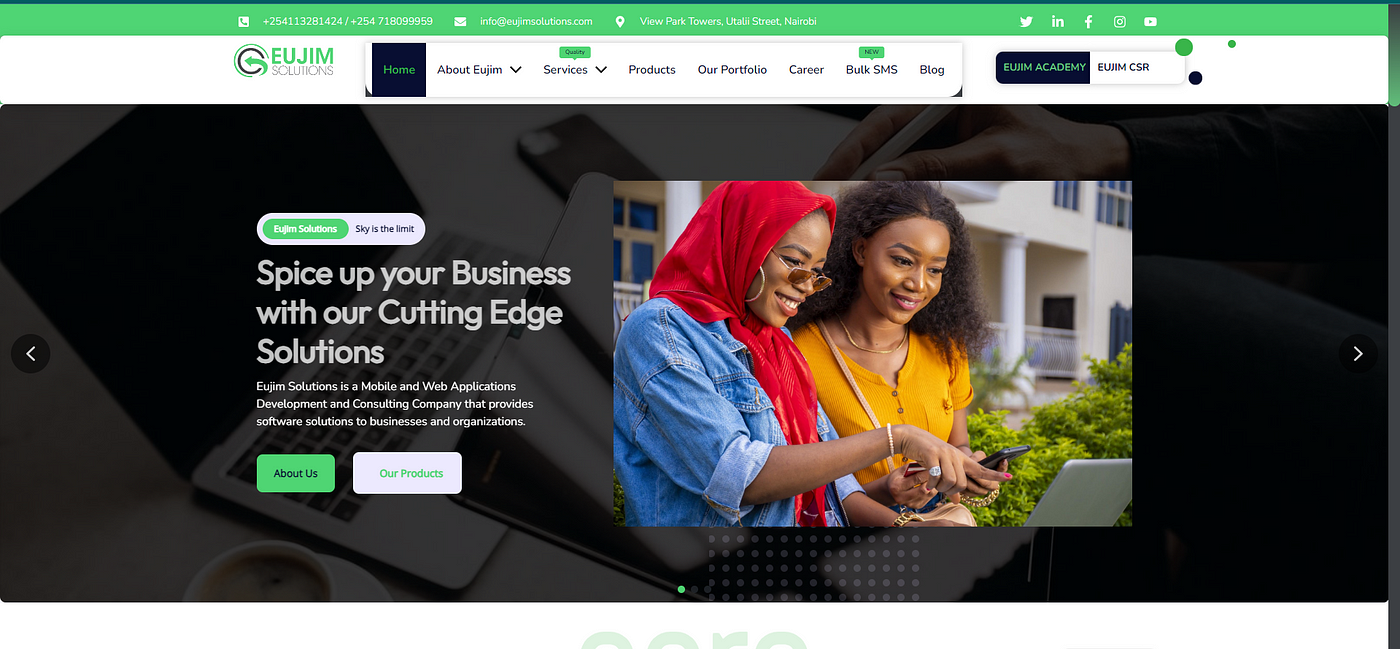 +254113281424 / +254 718099959
info@eujimsolutions.com
View Park Towers, Utalii Street, Nairobi
EUJIM
SOLUTIONS
Home
About Eujim
Quality
Services
Products
Our Portfolio
Career
NEW
Bulk SMS
Blog
EUJIM ACADEMY
EUJIM CSR
Eujim Solutions
Sky is the limit
Spice up your Business
with our Cutting Edge
Solutions
Eujim Solutions is a Mobile and Web Applications
Development and Consulting Company that provides
software solutions to businesses and organizations.
About Us
Our Products